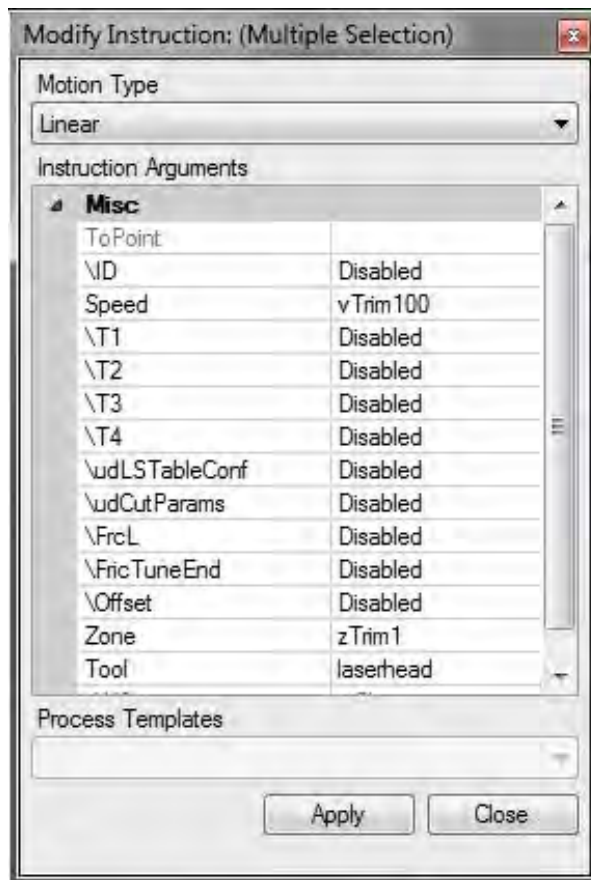 Modify Instruction: (Multiple Selection)
Motion Type
Linear
Instruction Arguments
Misc
ToPoint
\ID Disabled
Speed vTrim100
\T1 Disabled
\T2 Disabled
\T3 Disabled
\T4 Disabled
\udLSTableConf Disabled
\udCutParams Disabled
\FrcL Disabled
\FricTuneEnd Disabled
\Offset Disabled
Zone zTrim1
Tool laserhead
Process Templates
Apply Close